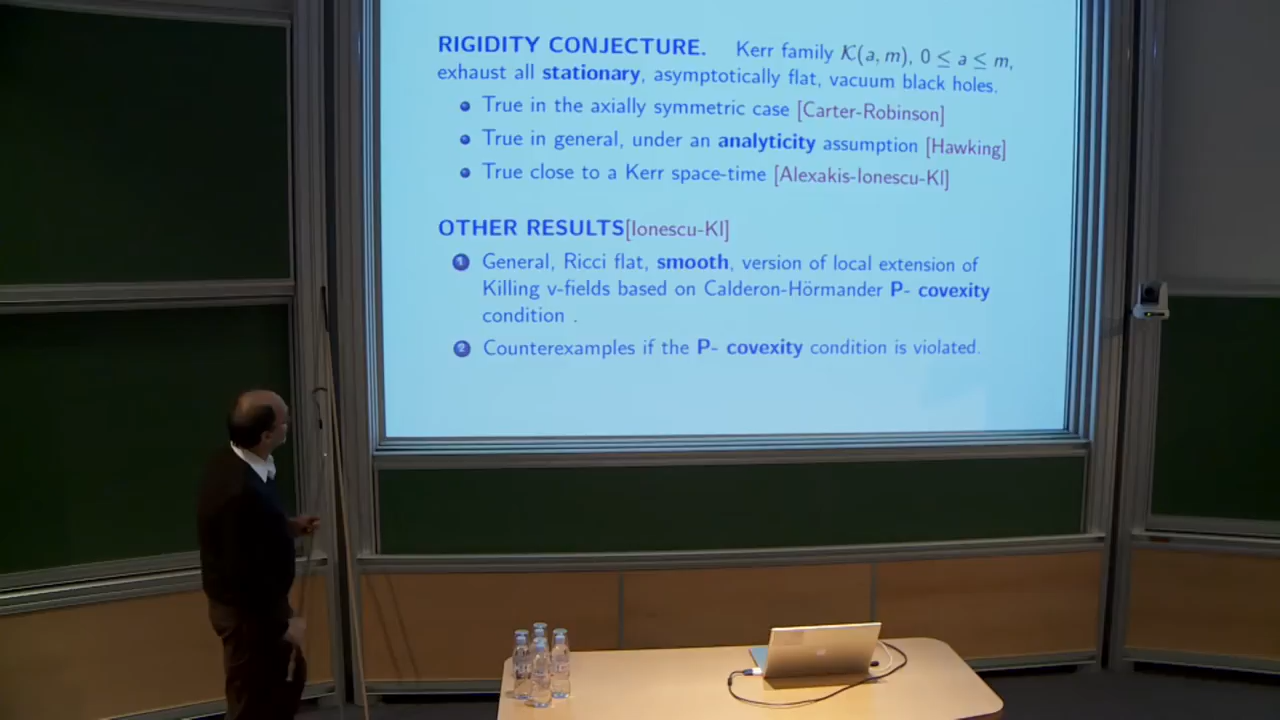 RIGIDITY CONJECTURE. Kerr family 𝒦(a, m), 0 ≤ a ≤ m,
exhaust all stationary, asymptotically flat, vacuum black holes.
True in the axially symmetric case [Carter-Robinson]
True in general, under an analyticity assumption [Hawking]
True close to a Kerr space-time [Alexakis-Ionescu-Kl]
OTHER RESULTS[Ionescu-Kl]
1 General, Ricci flat, smooth, version of local extension of
Killing v-fields based on Calderon-Hörmander P- covexity
condition .
2 Counterexamples if the P- covexity condition is violated.